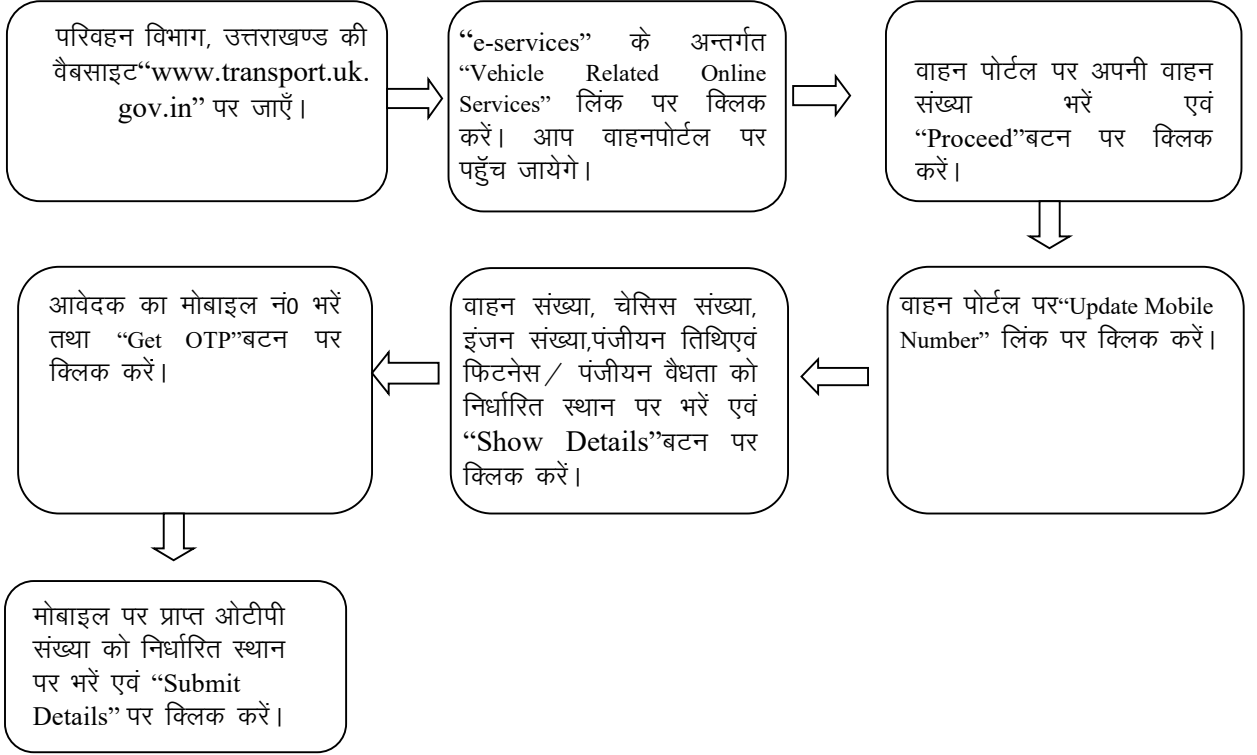 परिवहन विभाग, उत्तराखण्ड की
वैबसाइट“www.transport.uk.
gov.in” पर जाएँ।
“e-services” के अन्तर्गत
“Vehicle Related Online
Services” लिंक पर क्लिक
करें। आप वाहनपोर्टल पर
पहुॅच जायेगे।
वाहन पोर्टल पर अपनी वाहन
संख्या भरें एवं
“Proceed”बटन पर क्लिक
करें।
वाहन पोर्टल पर“Update Mobile
Number” लिंक पर क्लिक करें।
वाहन संख्या, चेसिस संख्या,
इंजन संख्या,पंजीयन तिथिएवं
फिटनेस/ पंजीयन वैधता को
निर्धारित स्थान पर भरें एवं
“Show Details”बटन पर
क्लिक करें।
आवेदक का मोबाइल नं0 भरें
तथा “Get OTP”बटन पर
क्लिक करें।
मोबाइल पर प्राप्त ओटीपी
संख्या को निर्धारित स्थान
पर भरें एवं “Submit
Details” पर क्लिक करें।